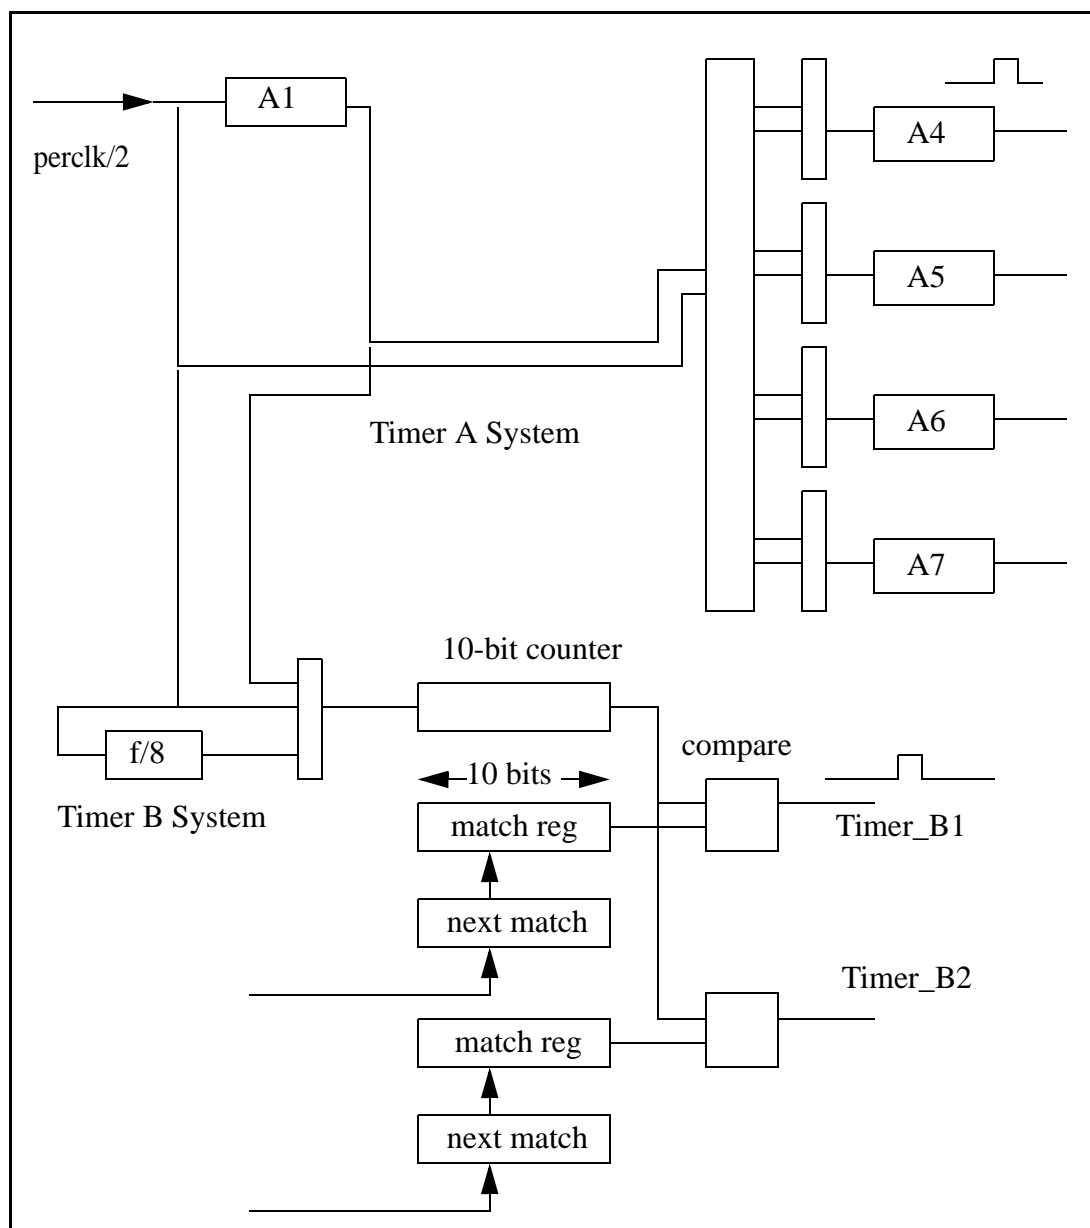 A1
perclk/2
A4
A5
A6
A7
Timer A System
10-bit counter
f/8
Timer B System
10 bits
compare
match reg
Timer_B1
next match
Timer_B2
match reg
next match